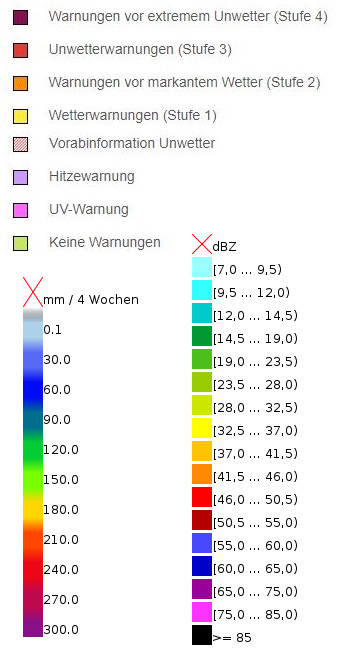 Warnungen vor extremem Unwetter (Stufe 4)
Unwetterwarnungen (Stufe 3)
Warnungen vor markantem Wetter (Stufe 2)
Wetterwarnungen (Stufe 1)
Vorabinformation Unwetter
Hitzewarnung
UV-Warnung
Keine Warnungen
mm / 4 Wochen
0.1
30.0
60.0
90.0
120.0
150.0
180.0
210.0
240.0
270.0
300.0
dBZ
[7,0 ... 9,5)
[9,5 ... 12,0)
[12,0 ... 14,5)
[14,5 ... 19,0)
[19,0 ... 23,5)
[23,5 ... 28,0)
[28,0 ... 32,5)
[32,5 ... 37,0)
[37,0 ... 41,5)
[41,5 ... 46,0)
[46,0 ... 50,5)
[50,5 ... 55,0)
[55,0 ... 60,0)
[60,0 ... 65,0)
[65,0 ... 75,0)
[75,0 ... 85,0)
>= 85